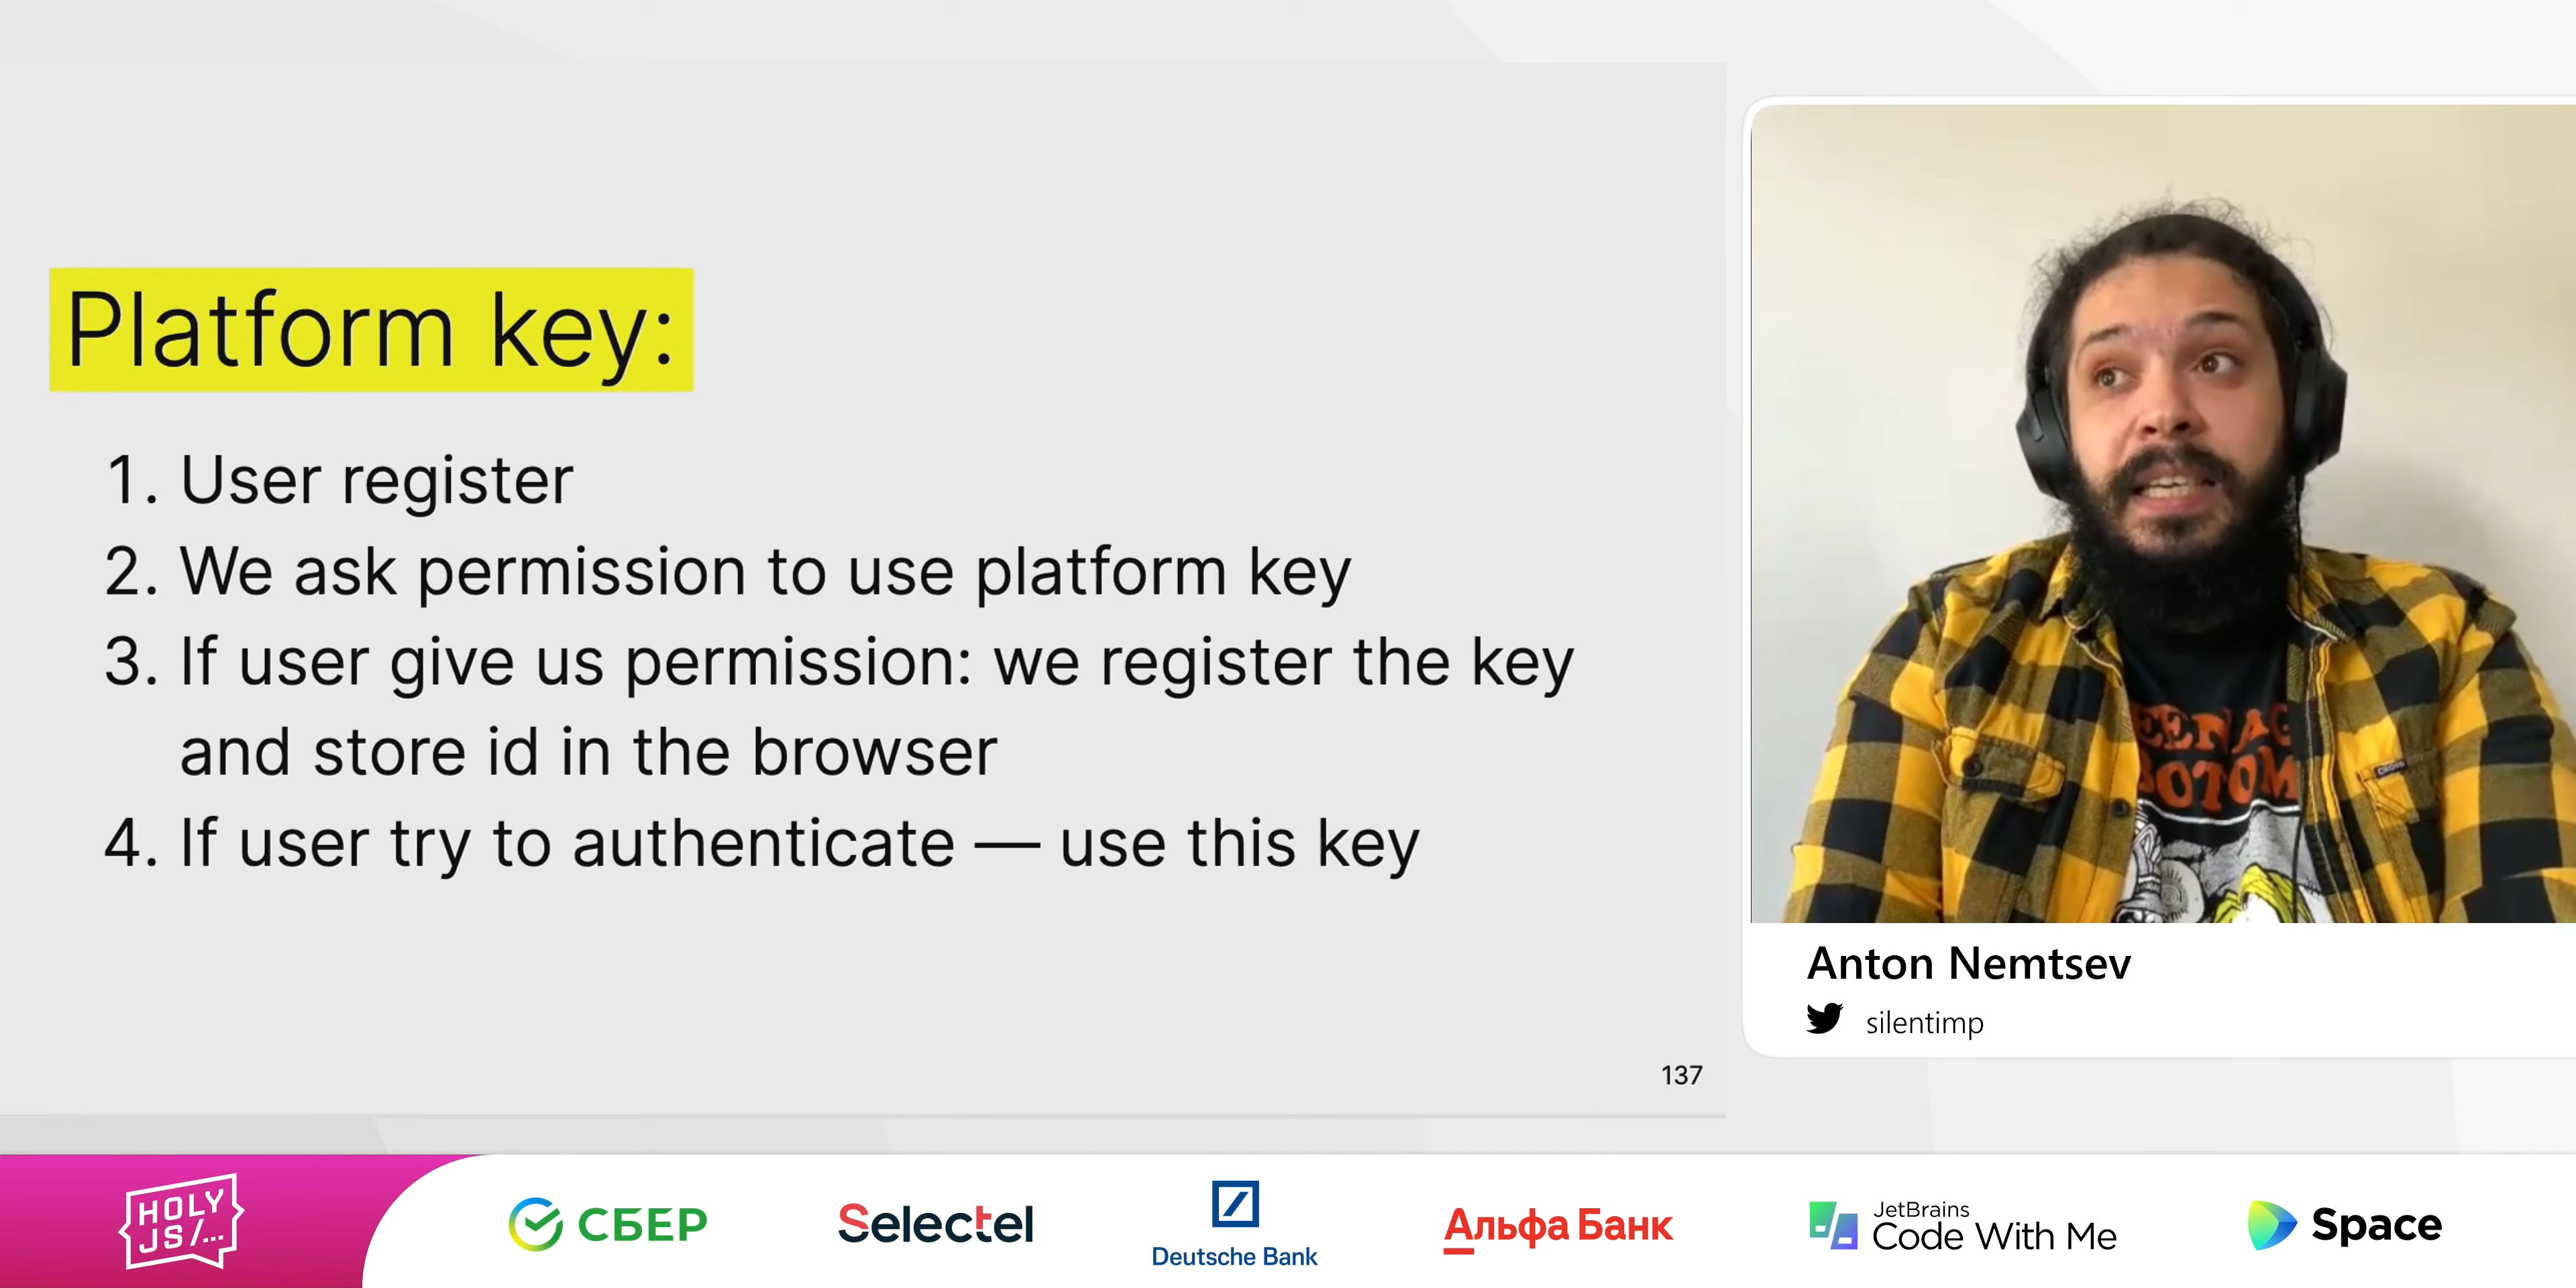 Platform key:
1. User register
2. We ask permission to use platform key
3. If user give us permission: we register the key
and store id in the browser
4. If user try to authenticate — use this key
137
EENAG
BOTOM
Anton Nemtsev
silentimp
HOLY
JS/...
СБЕР
Selectel
Deutsche Bank
Альфа Банк
JetBrains
Code With Me
Space